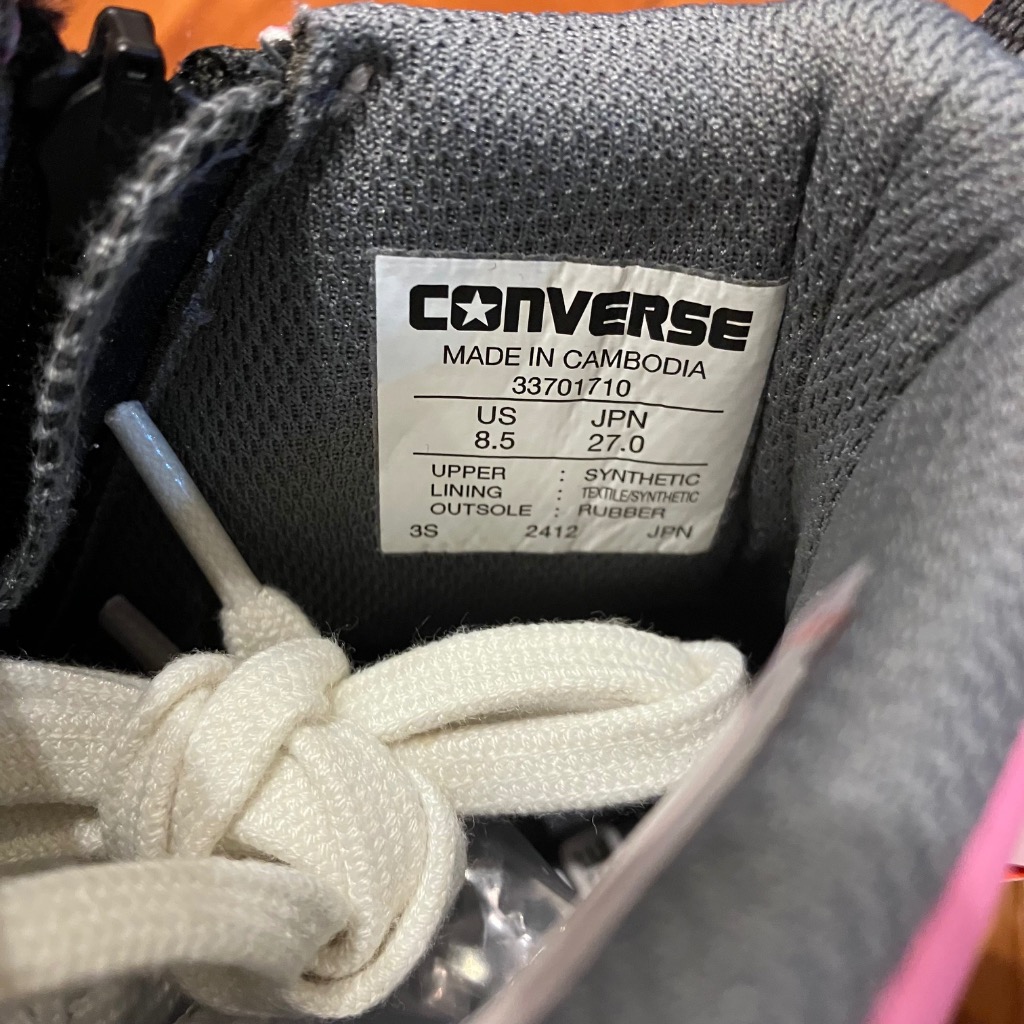 CONVERSE
MADE IN CAMBODIA
33701710
US JPN
8.5 27.0
UPPER : SYNTHETIC
LINING : TEXTILE/SYNTHETIC
OUTSOLE : RUBBER
3S 2412 JPN